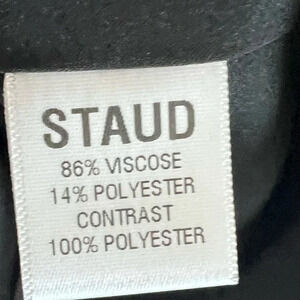 STAUD
86% VISCOSE
14% POLYESTER
CONTRAST
100% POLYESTER